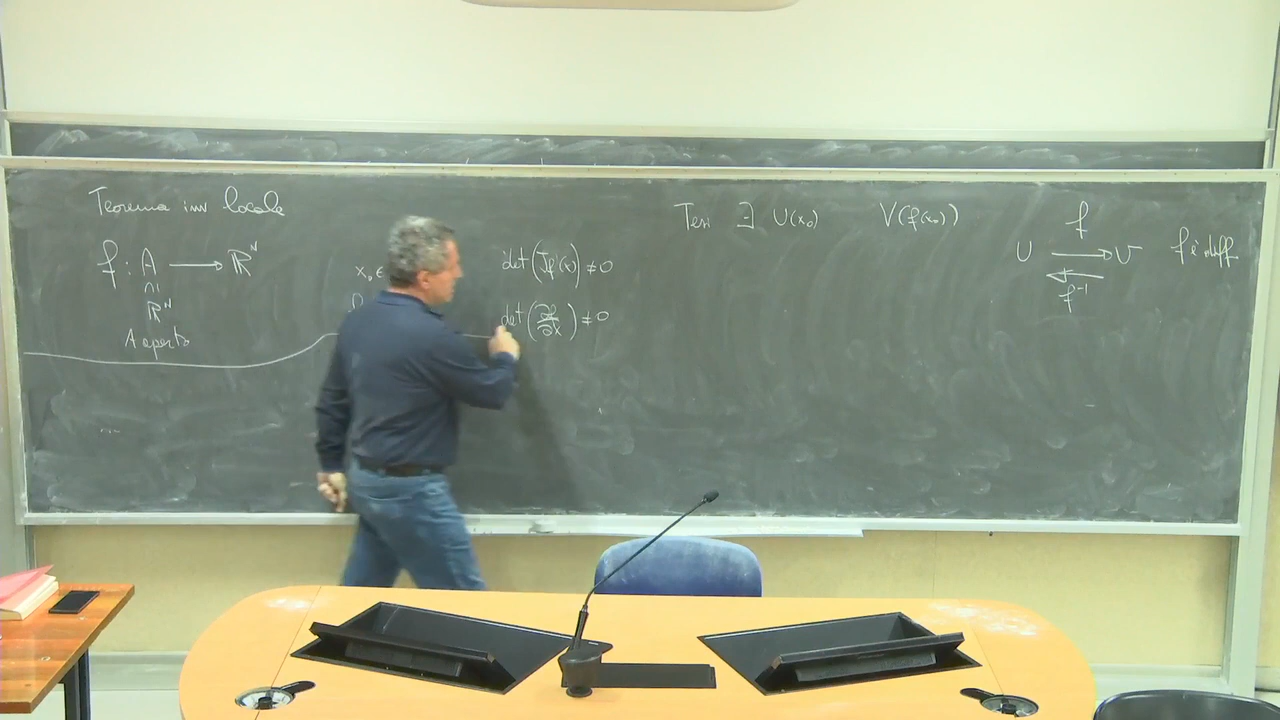 Teorema inv locale
f : A → ℝᴺ
∩
ℝᴺ
A aperto
x₀ ∈
det (Jf(x)) ≠ 0
det (∂f/∂x) ≠ 0
Tesi ∃ U(x₀) V(f(x₀))
f
U → V f è diff
←
f⁻¹